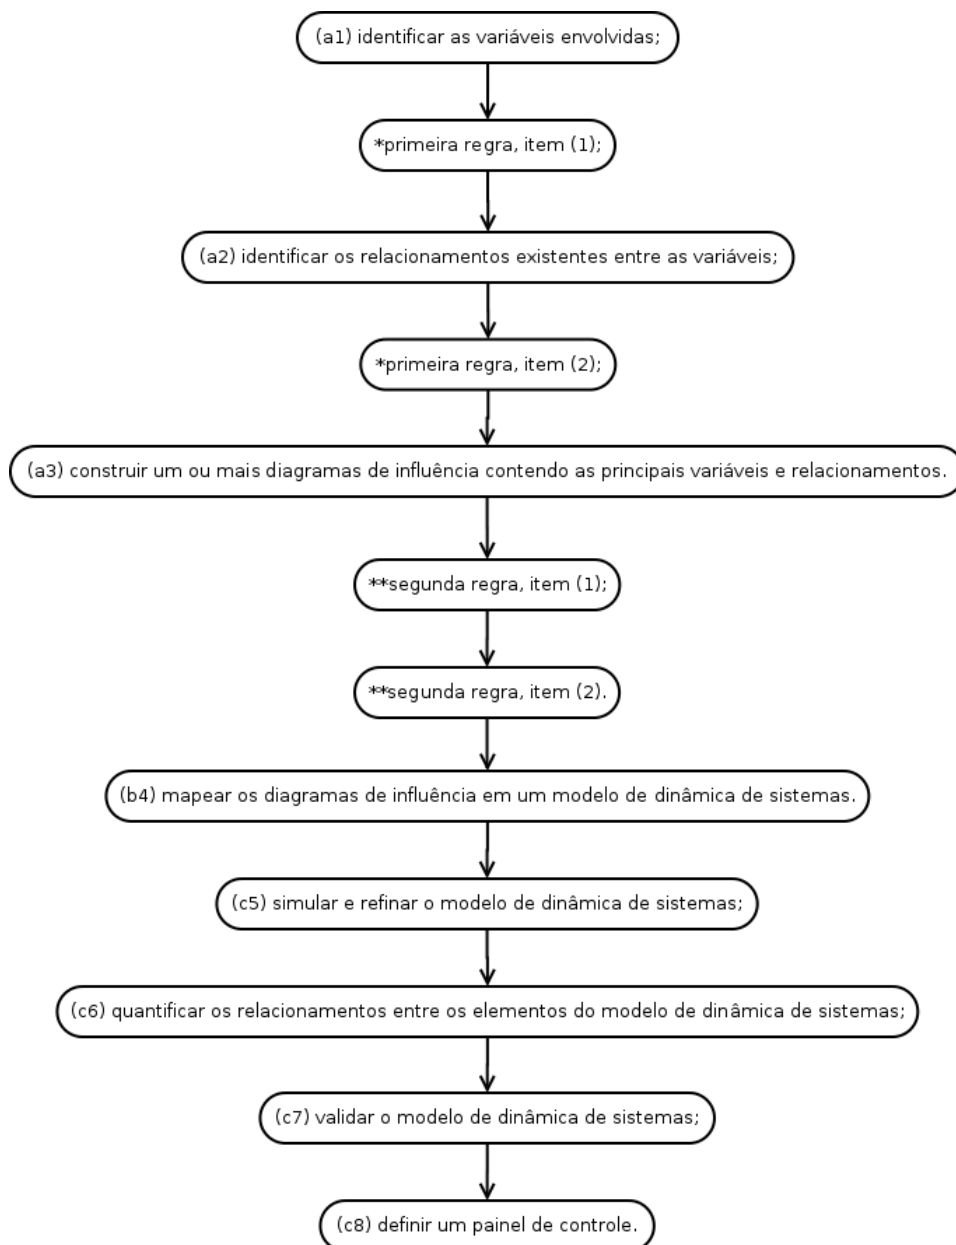 (a1) identificar as variáveis envolvidas;
*primeira regra, item (1);
(a2) identificar os relacionamentos existentes entre as variáveis;
*primeira regra, item (2);
(a3) construir um ou mais diagramas de influência contendo as principais variáveis e relacionamentos.
**segunda regra, item (1);
**segunda regra, item (2).
(b4) mapear os diagramas de influência em um modelo de dinâmica de sistemas.
(c5) simular e refinar o modelo de dinâmica de sistemas;
(c6) quantificar os relacionamentos entre os elementos do modelo de dinâmica de sistemas;
(c7) validar o modelo de dinâmica de sistemas;
(c8) definir um painel de controle.